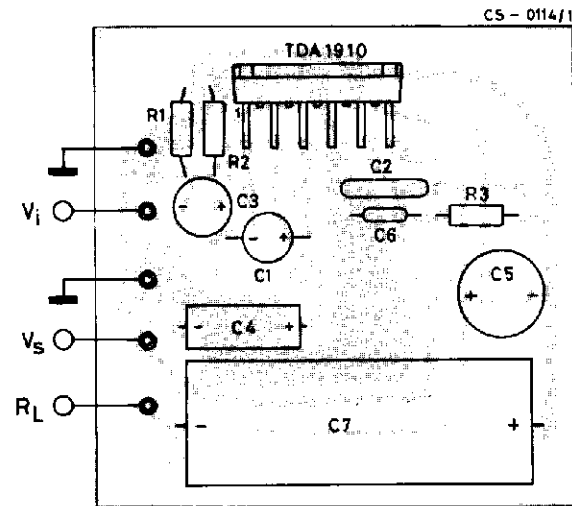 CS - 0114/1
TDA 1910
R1
1
R2
C2
C3
- +
Vi
C6
R3
C1
- +
C5
+ -
Vs
- C4 +
RL
- C7 +